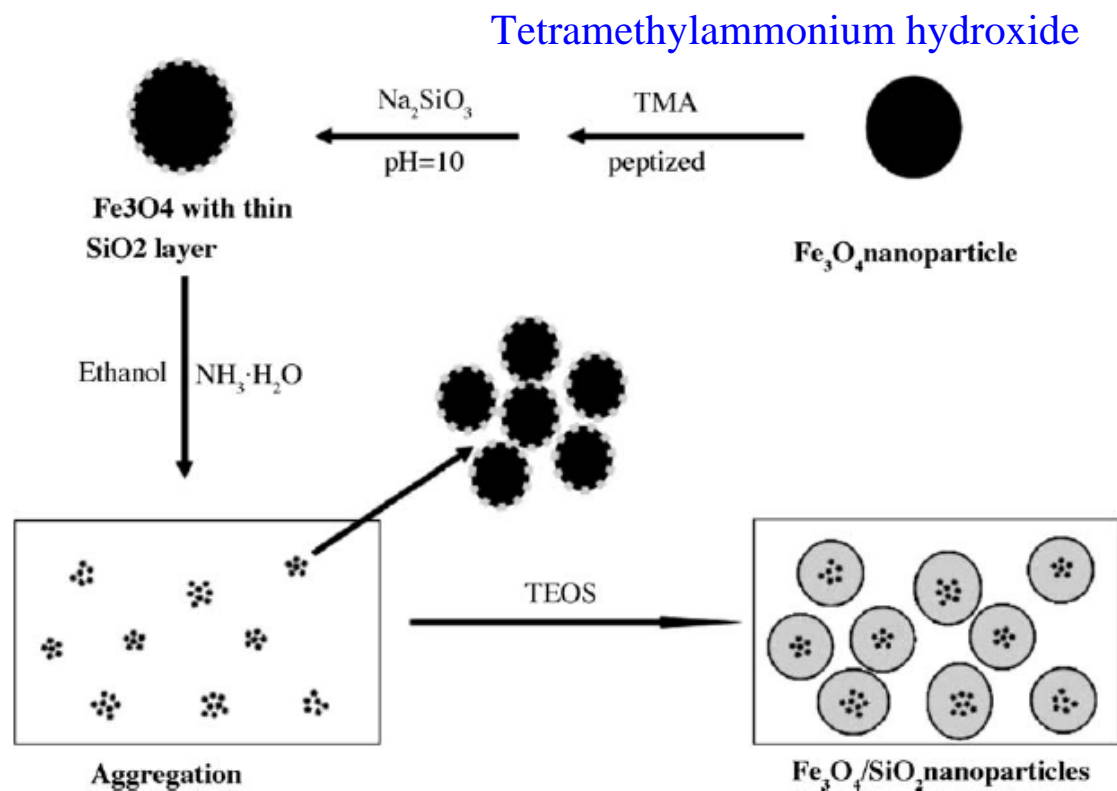 Tetramethylammonium hydroxide
Na₂SiO₃
pH=10
TMA
peptized
Fe3O4 with thin
SiO2 layer
Fe₃O₄nanoparticle
Ethanol
NH₃·H₂O
TEOS
Aggregation
Fe₃O₄/SiO₂nanoparticles